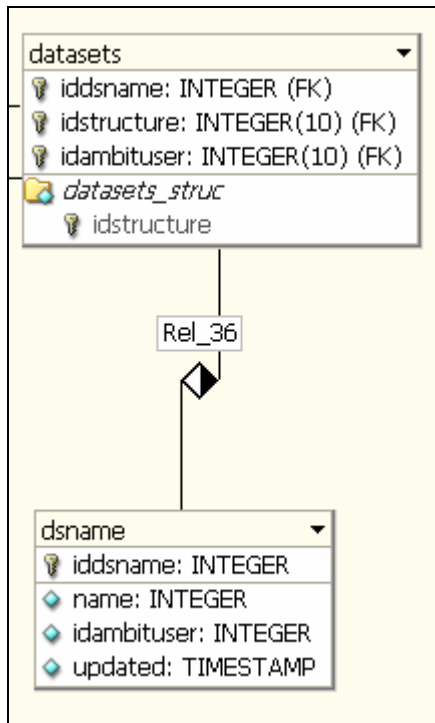 datasets
iddsname: INTEGER (FK)
idstructure: INTEGER(10) (FK)
idambituser: INTEGER(10) (FK)
datasets_struc
idstructure
Rel_36
dsname
iddsname: INTEGER
name: INTEGER
idambituser: INTEGER
updated: TIMESTAMP